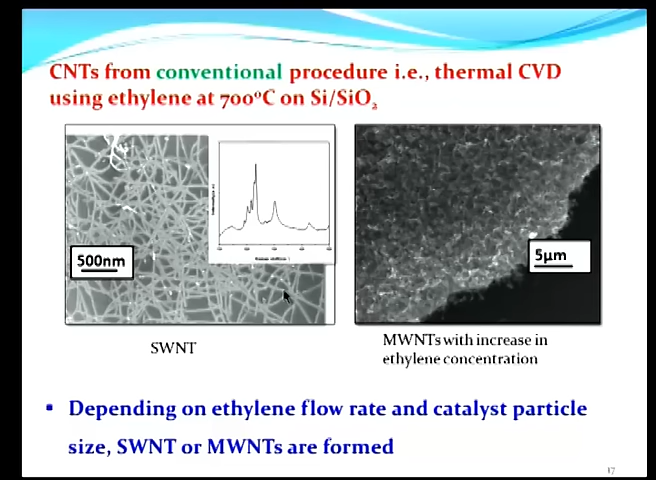 CNTs from conventional procedure i.e., thermal CVD
using ethylene at 700⁰C on Si/SiO₂
500nm
5µm
SWNT
MWNTs with increase in
ethylene concentration
▪ Depending on ethylene flow rate and catalyst particle
size, SWNT or MWNTs are formed
17